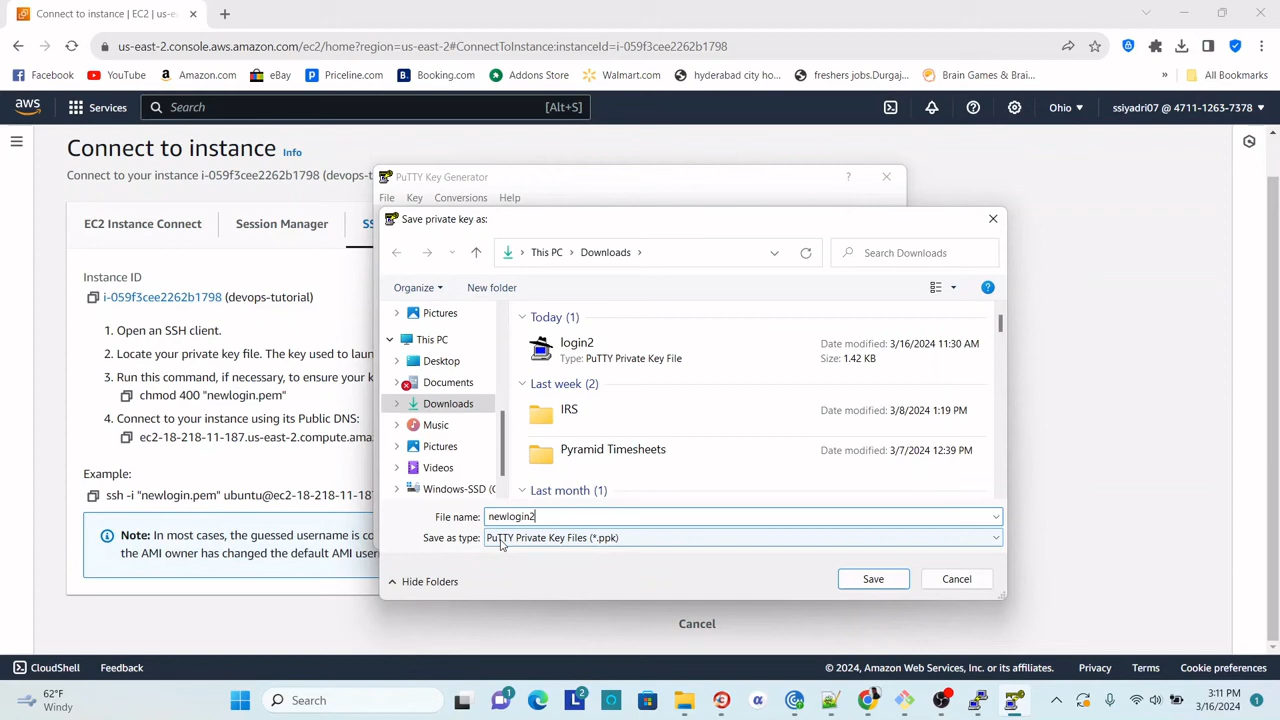 Connect to instance | EC2 | us-e
us-east-2.console.aws.amazon.com/ec2/home?region=us-east-2#ConnectToInstance:instanceId=i-059f3cee2262b1798
Facebook
YouTube
Amazon.com
eBay
Priceline.com
Booking.com
Addons Store
Walmart.com
hyderabad city ho...
freshers jobs.Durgaj...
Brain Games & Brai...
»
All Bookmarks
aws
Services
Search
[Alt+S]
Ohio
ssiyadri07 @ 4711-1263-7378
Connect to instance
Info
Connect to your instance i-059f3cee2262b1798 (devops-t
EC2 Instance Connect
Session Manager
SS
Instance ID
i-059f3cee2262b1798 (devops-tutorial)
1. Open an SSH client.
2. Locate your private key file. The key used to laun
3. Run this command, if necessary, to ensure your k
chmod 400 "newlogin.pem"
4. Connect to your instance using its Public DNS:
ec2-18-218-11-187.us-east-2.compute.ama
Example:
ssh -i "newlogin.pem" ubuntu@ec2-18-218-11-18
Note: In most cases, the guessed username is co
the AMI owner has changed the default AMI user
Cancel
PuTTY Key Generator
?
File
Key
Conversions
Help
Save private key as:
This PC
Downloads
Search Downloads
Organize
New folder
Pictures
This PC
Desktop
Documents
Downloads
Music
Pictures
Videos
Windows-SSD (C
Today (1)
login2
Type: PuTTY Private Key File
Date modified: 3/16/2024 11:30 AM
Size: 1.42 KB
Last week (2)
IRS
Date modified: 3/8/2024 1:19 PM
Pyramid Timesheets
Date modified: 3/7/2024 12:39 PM
Last month (1)
File name:
newlogin2
Save as type:
PuTTY Private Key Files (*.ppk)
Hide Folders
Save
Cancel
CloudShell
Feedback
© 2024, Amazon Web Services, Inc. or its affiliates.
Privacy
Terms
Cookie preferences
62°F
Windy
Search
1
2
3:11 PM
3/16/2024
1